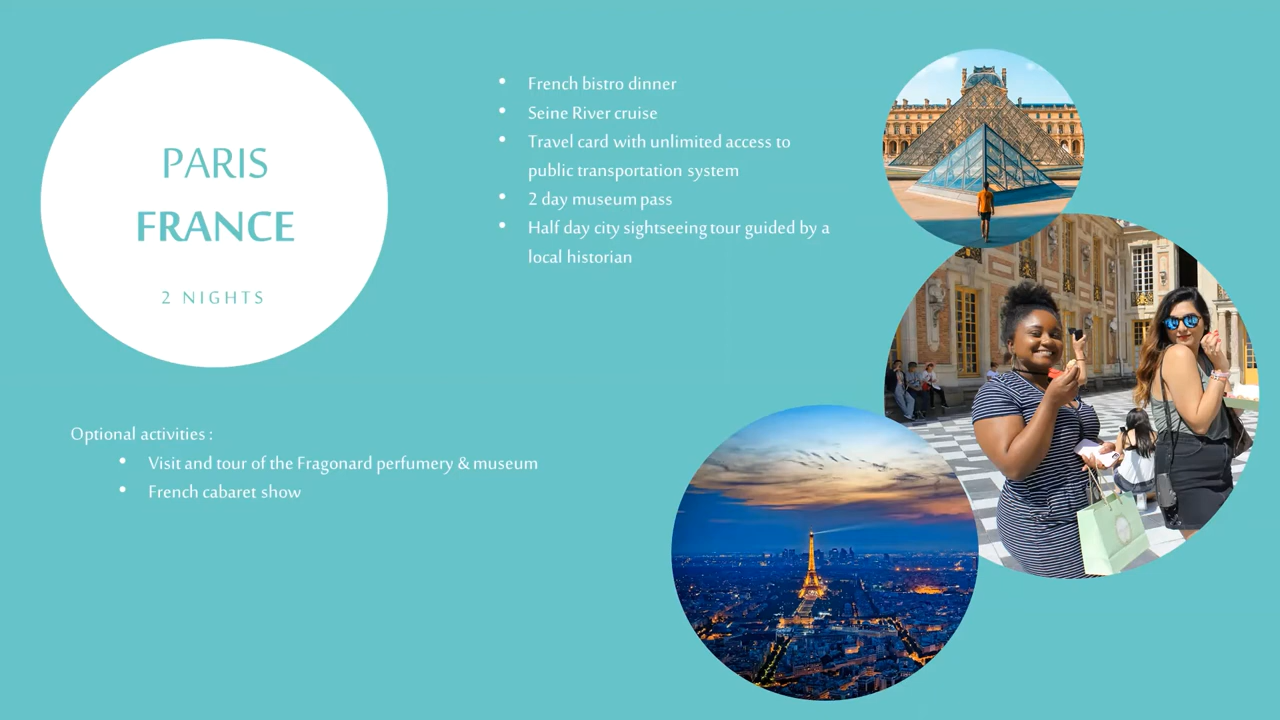 PARIS
FRANCE
2 NIGHTS
• French bistro dinner
• Seine River cruise
• Travel card with unlimited access to
public transportation system
• 2 day museum pass
• Half day city sightseeing tour guided by a
local historian
Optional activities :
• Visit and tour of the Fragonard perfumery & museum
• French cabaret show